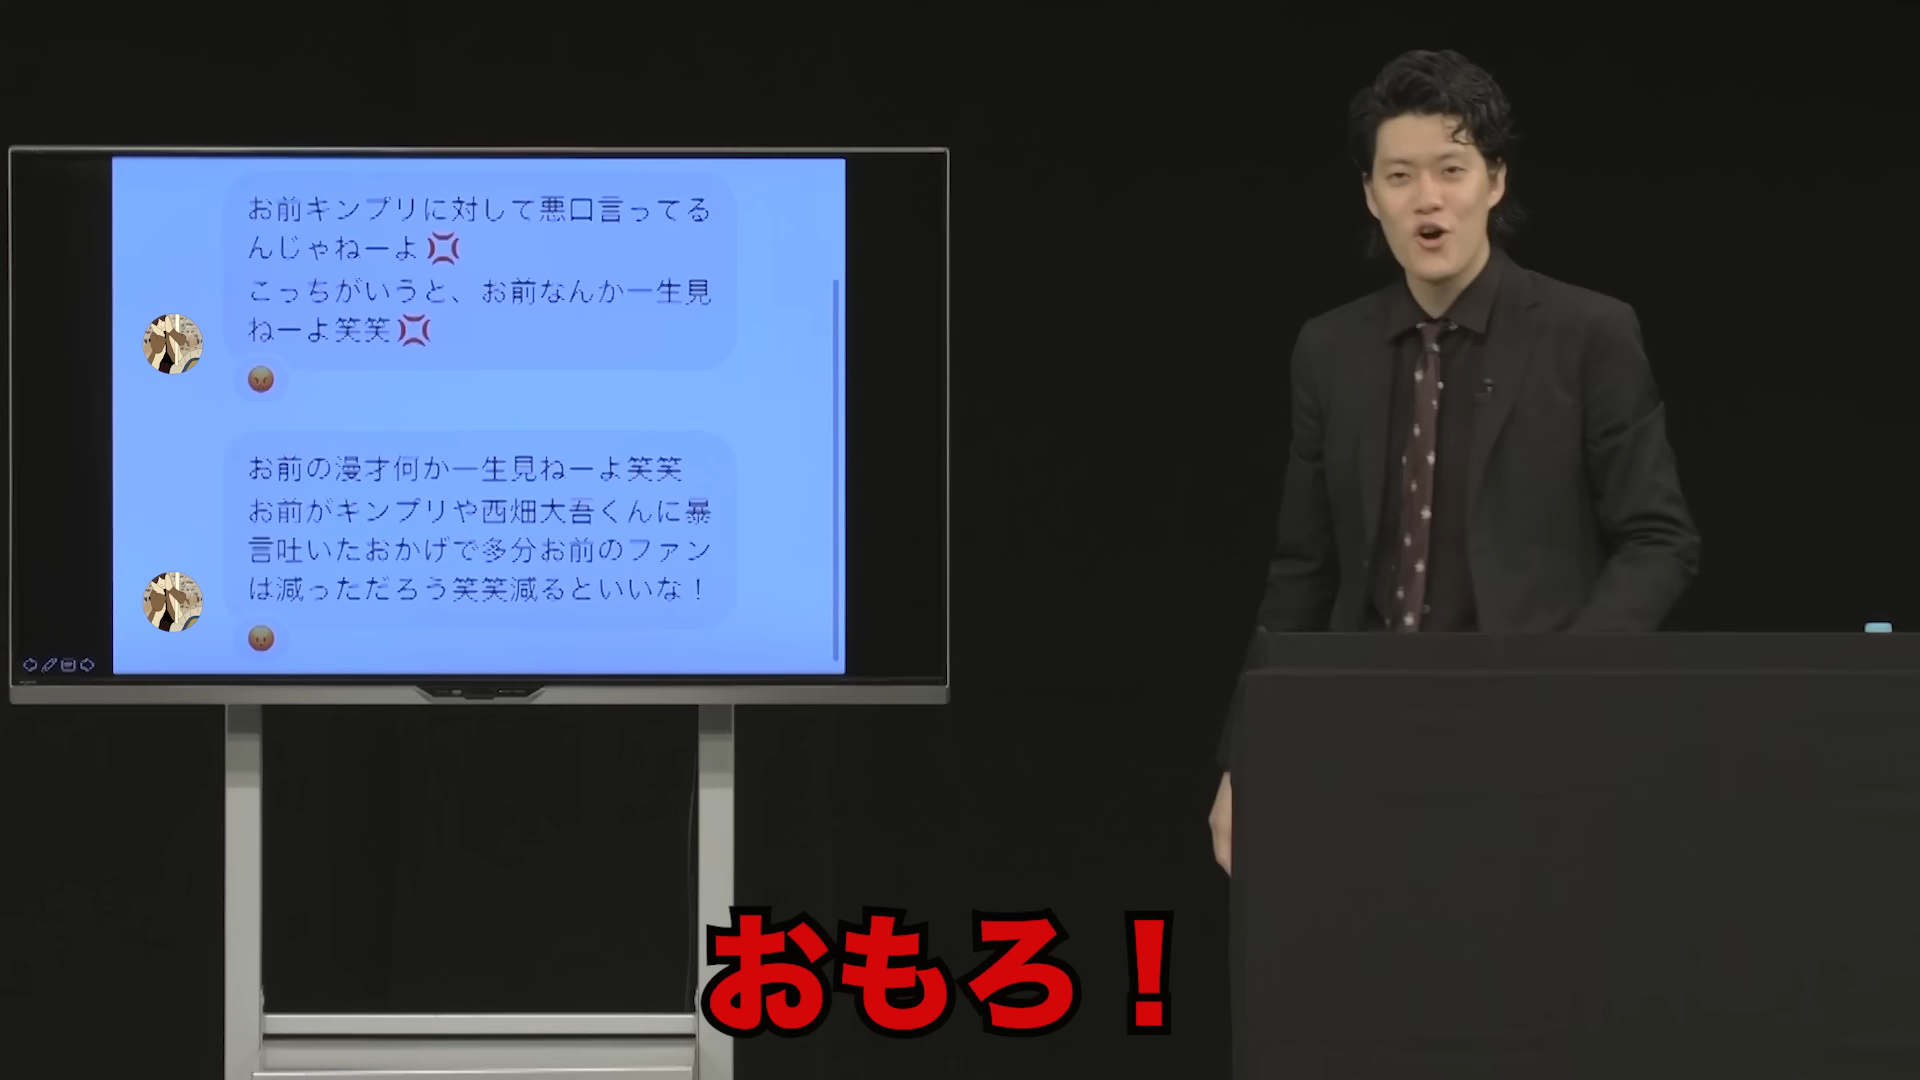 お前キンプリに対して悪口言ってる
んじゃねーよ💢
こっちがいうと、お前なんか一生見
ねーよ笑笑💢
お前の漫才何か一生見ねーよ笑笑
お前がキンプリや西畑大吾くんに暴
言吐いたおかげで多分お前のファン
は減っただろう笑笑減るといいな！
おもろ！